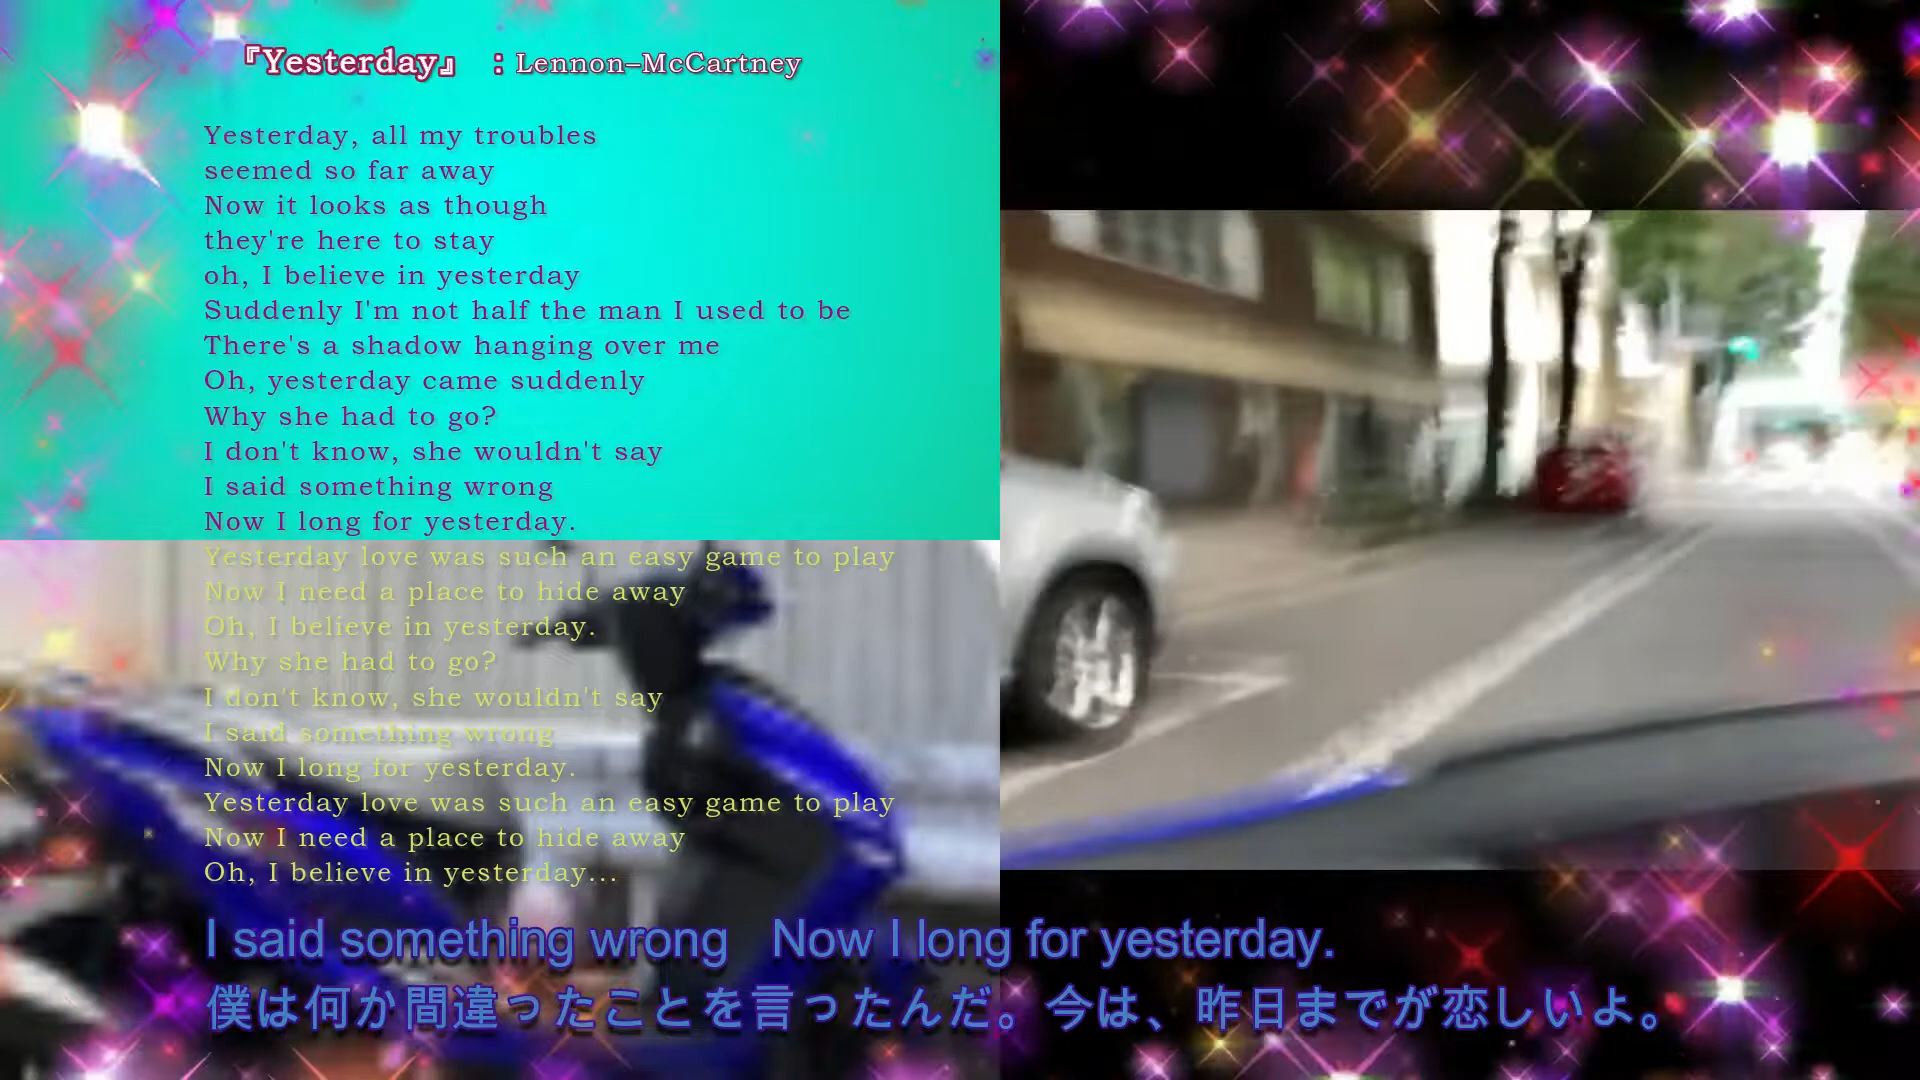 『Yesterday』 : Lennon–McCartney
Yesterday, all my troubles
seemed so far away
Now it looks as though
they're here to stay
oh, I believe in yesterday
Suddenly I'm not half the man I used to be
There's a shadow hanging over me
Oh, yesterday came suddenly
Why she had to go?
I don't know, she wouldn't say
I said something wrong
Now I long for yesterday.
Yesterday love was such an easy game to play
Now I need a place to hide away
Oh, I believe in yesterday.
Why she had to go?
I don't know, she wouldn't say
I said something wrong
Now I long for yesterday.
Yesterday love was such an easy game to play
Now I need a place to hide away
Oh, I believe in yesterday...
I said something wrong Now I long for yesterday.
僕は何か間違ったことを言ったんだ。今は、昨日までが恋しいよ。